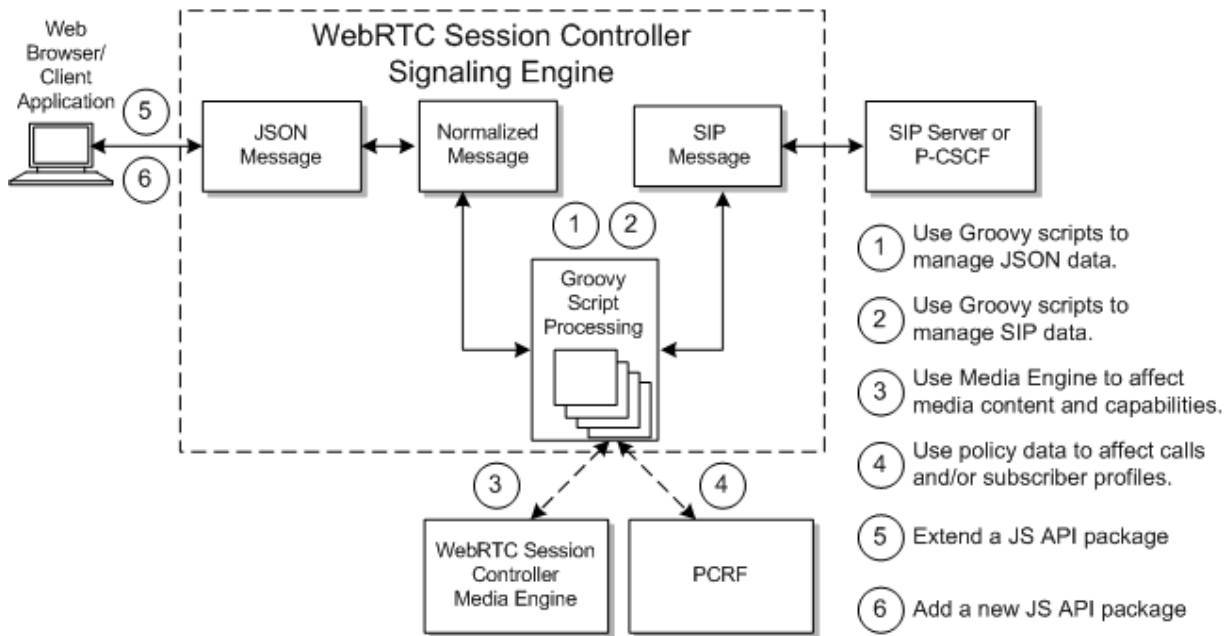 Web
Browser/
Client
Application
WebRTC Session Controller
Signaling Engine
5
6
JSON
Message
Normalized
Message
SIP
Message
SIP Server or
P-CSCF
1
2
Groovy
Script
Processing
3
4
WebRTC Session
Controller
Media Engine
PCRF
1
Use Groovy scripts to
manage JSON data.
2
Use Groovy scripts to
manage SIP data.
3
Use Media Engine to affect
media content and capabilities.
4
Use policy data to affect calls
and/or subscriber profiles.
5
Extend a JS API package
6
Add a new JS API package